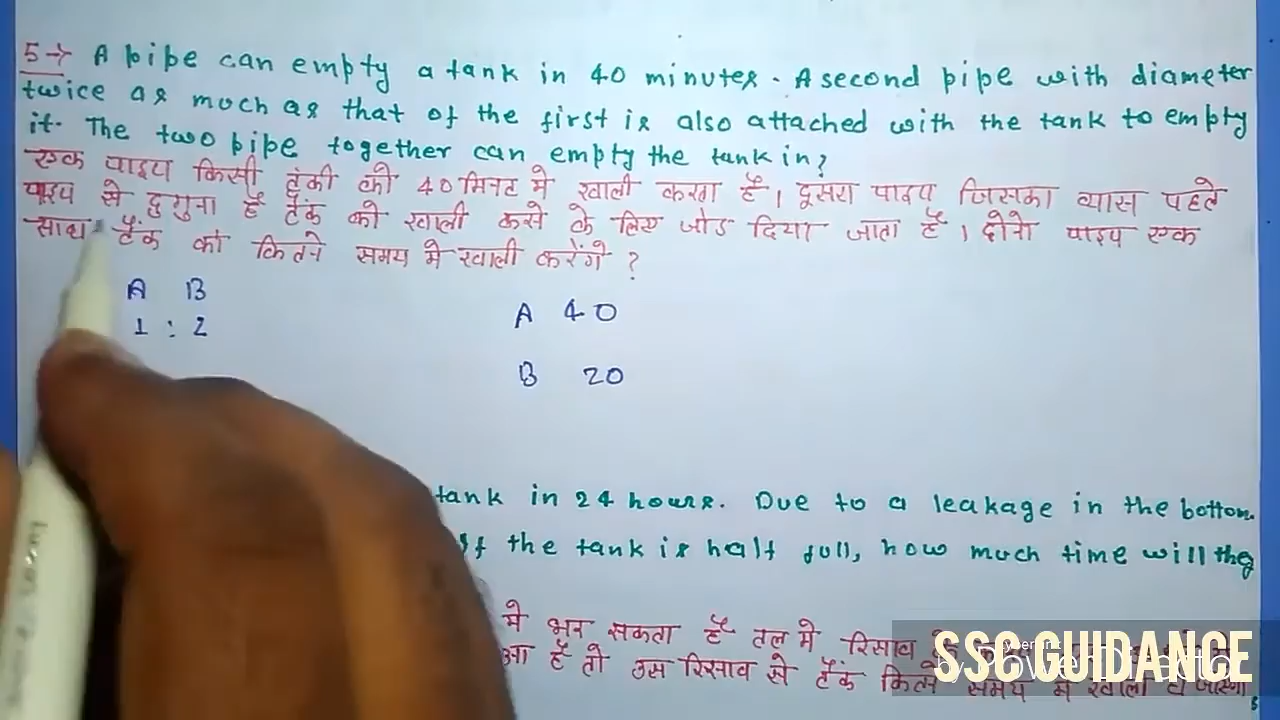 5→ A pipe can empty a tank in 40 minutes. A second pipe with diameter
twice as much as that of the first is also attached with the tank to empty
it. The two pipe together can empty the tank in?
एक पाइप किसी टंकी को 40 मिनट मे खाली करता है। दूसरा पाइप जिसका व्यास पहले
पाइप से दुगुना है टैंक को खाली करने के लिए जोड दिया जाता है। दोनो पाइप एक
साथ टैंक को कितने समय मे खाली करेंगे ?
A B
1 : 2
A 40
B 20
tank in 24 hours. Due to a leakage in the bottom.
If the tank is half full, how much time will the
मे भर सकता है तल मे रिसाव के
है तो उस रिसाव से टैंक कितने समय मे खाली हो जाएगा
SSC GUIDANCE